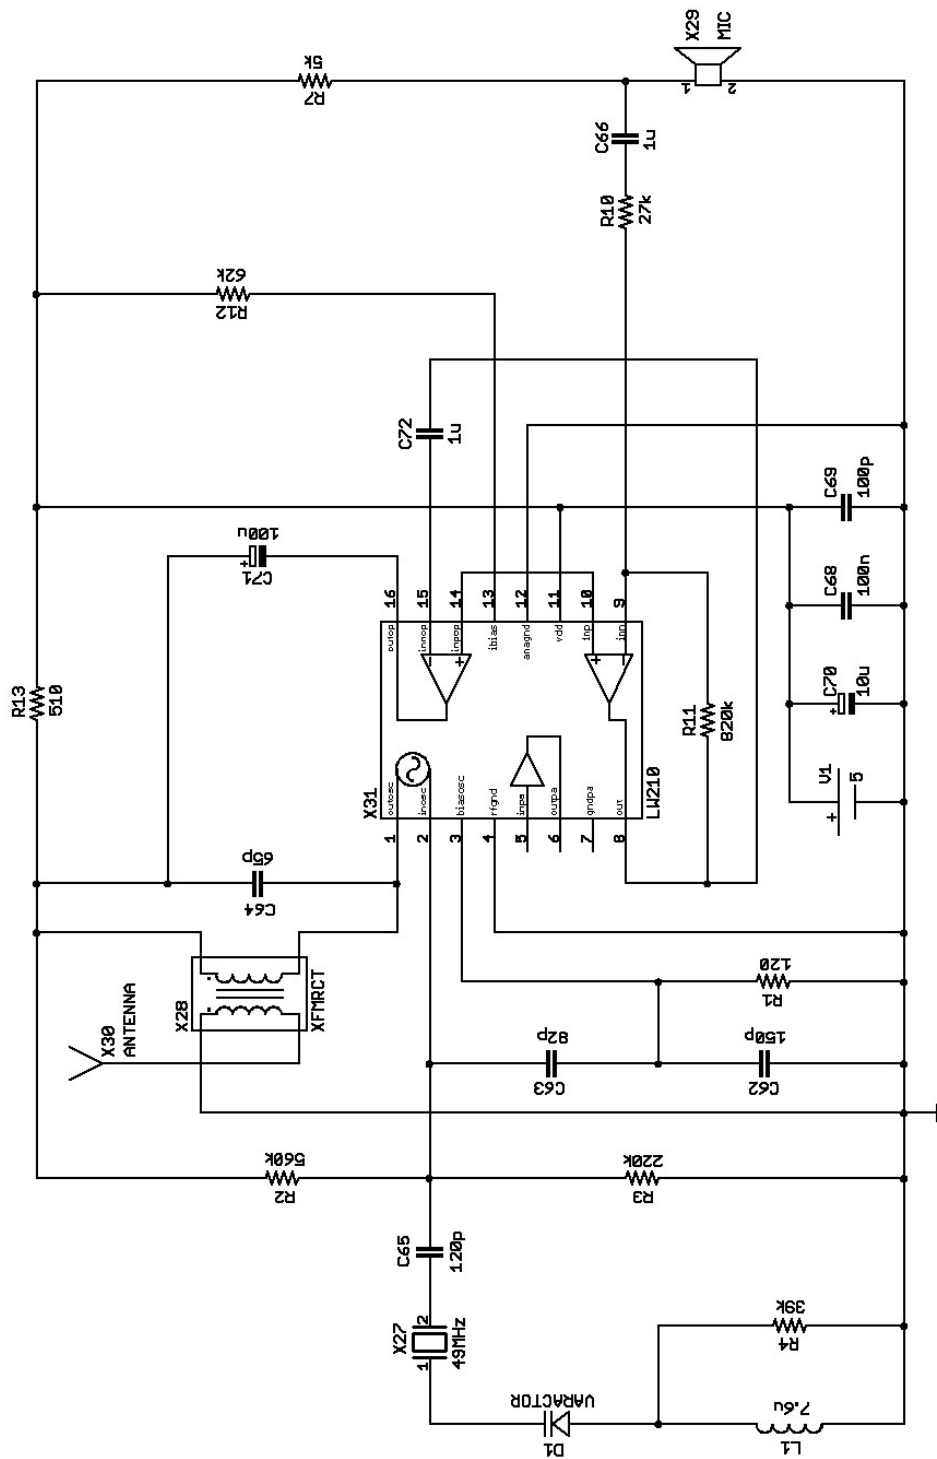 X29
MIC
1
2
5k
R7
C66
1u
R10
27k
62k
R12
C72
1u
C69
100p
100u
C71
+
C68
100n
C70
10u
+
V1
5
+
R13
510
R11
820k
X31
LW210
16
15
14
13
12
11
10
9
outop
innop
inpop
ibias
anagnd
vdd
inp
inn
outosc
inosc
biasosc
rfgnd
inpa
outpa
gndpa
out
1
2
3
4
5
6
7
8
65p
C64
X28
XFMRCT
X30
ANTENNA
120
R1
82p
C63
150p
C62
560k
R2
220k
R3
C65
120p
X27
49MHz
1
2
39k
R4
VARACTOR
D1
7.6u
L1